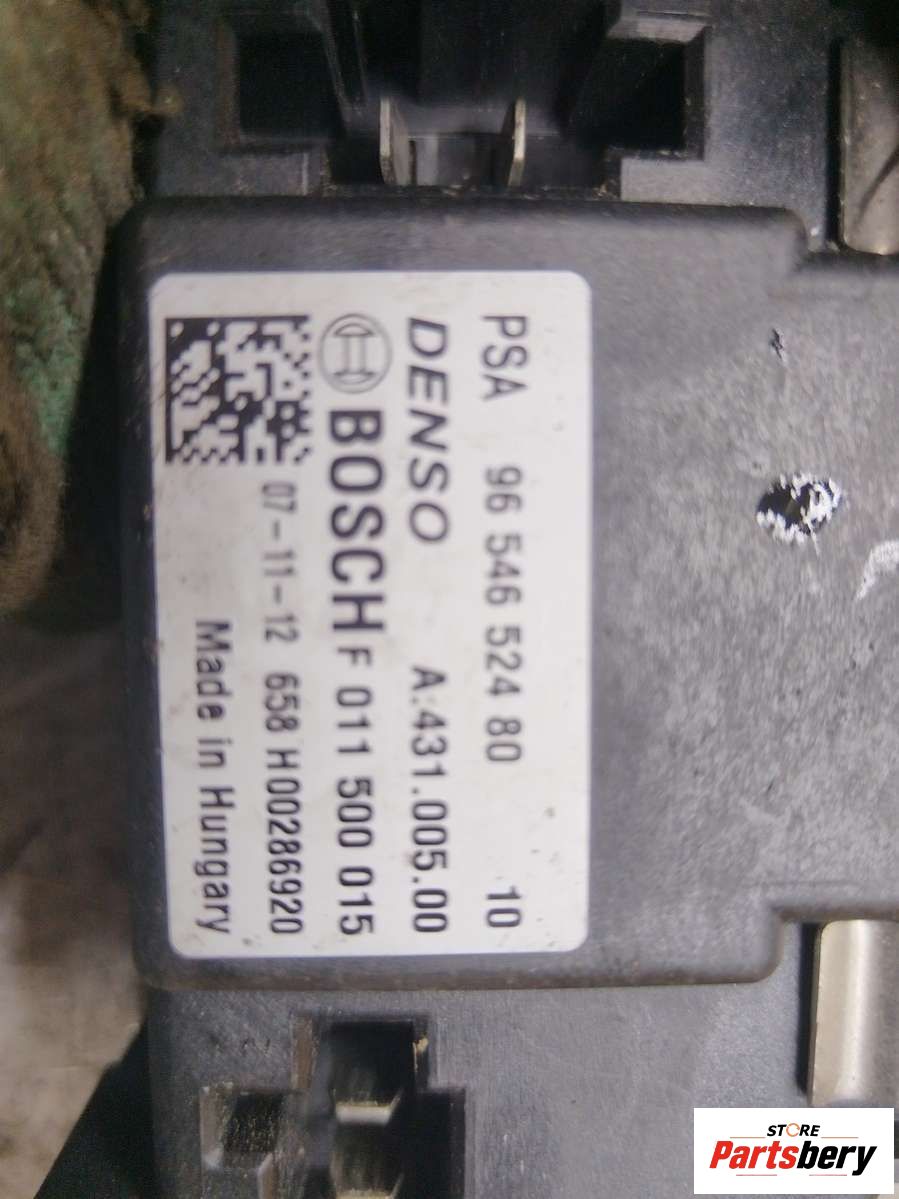 PSA 96 546 524 80 10
DENSO A.431.005.00
BOSCH F 011 500 015
07-11-12 658 H00286920
Made in Hungary
STORE
Partsbery